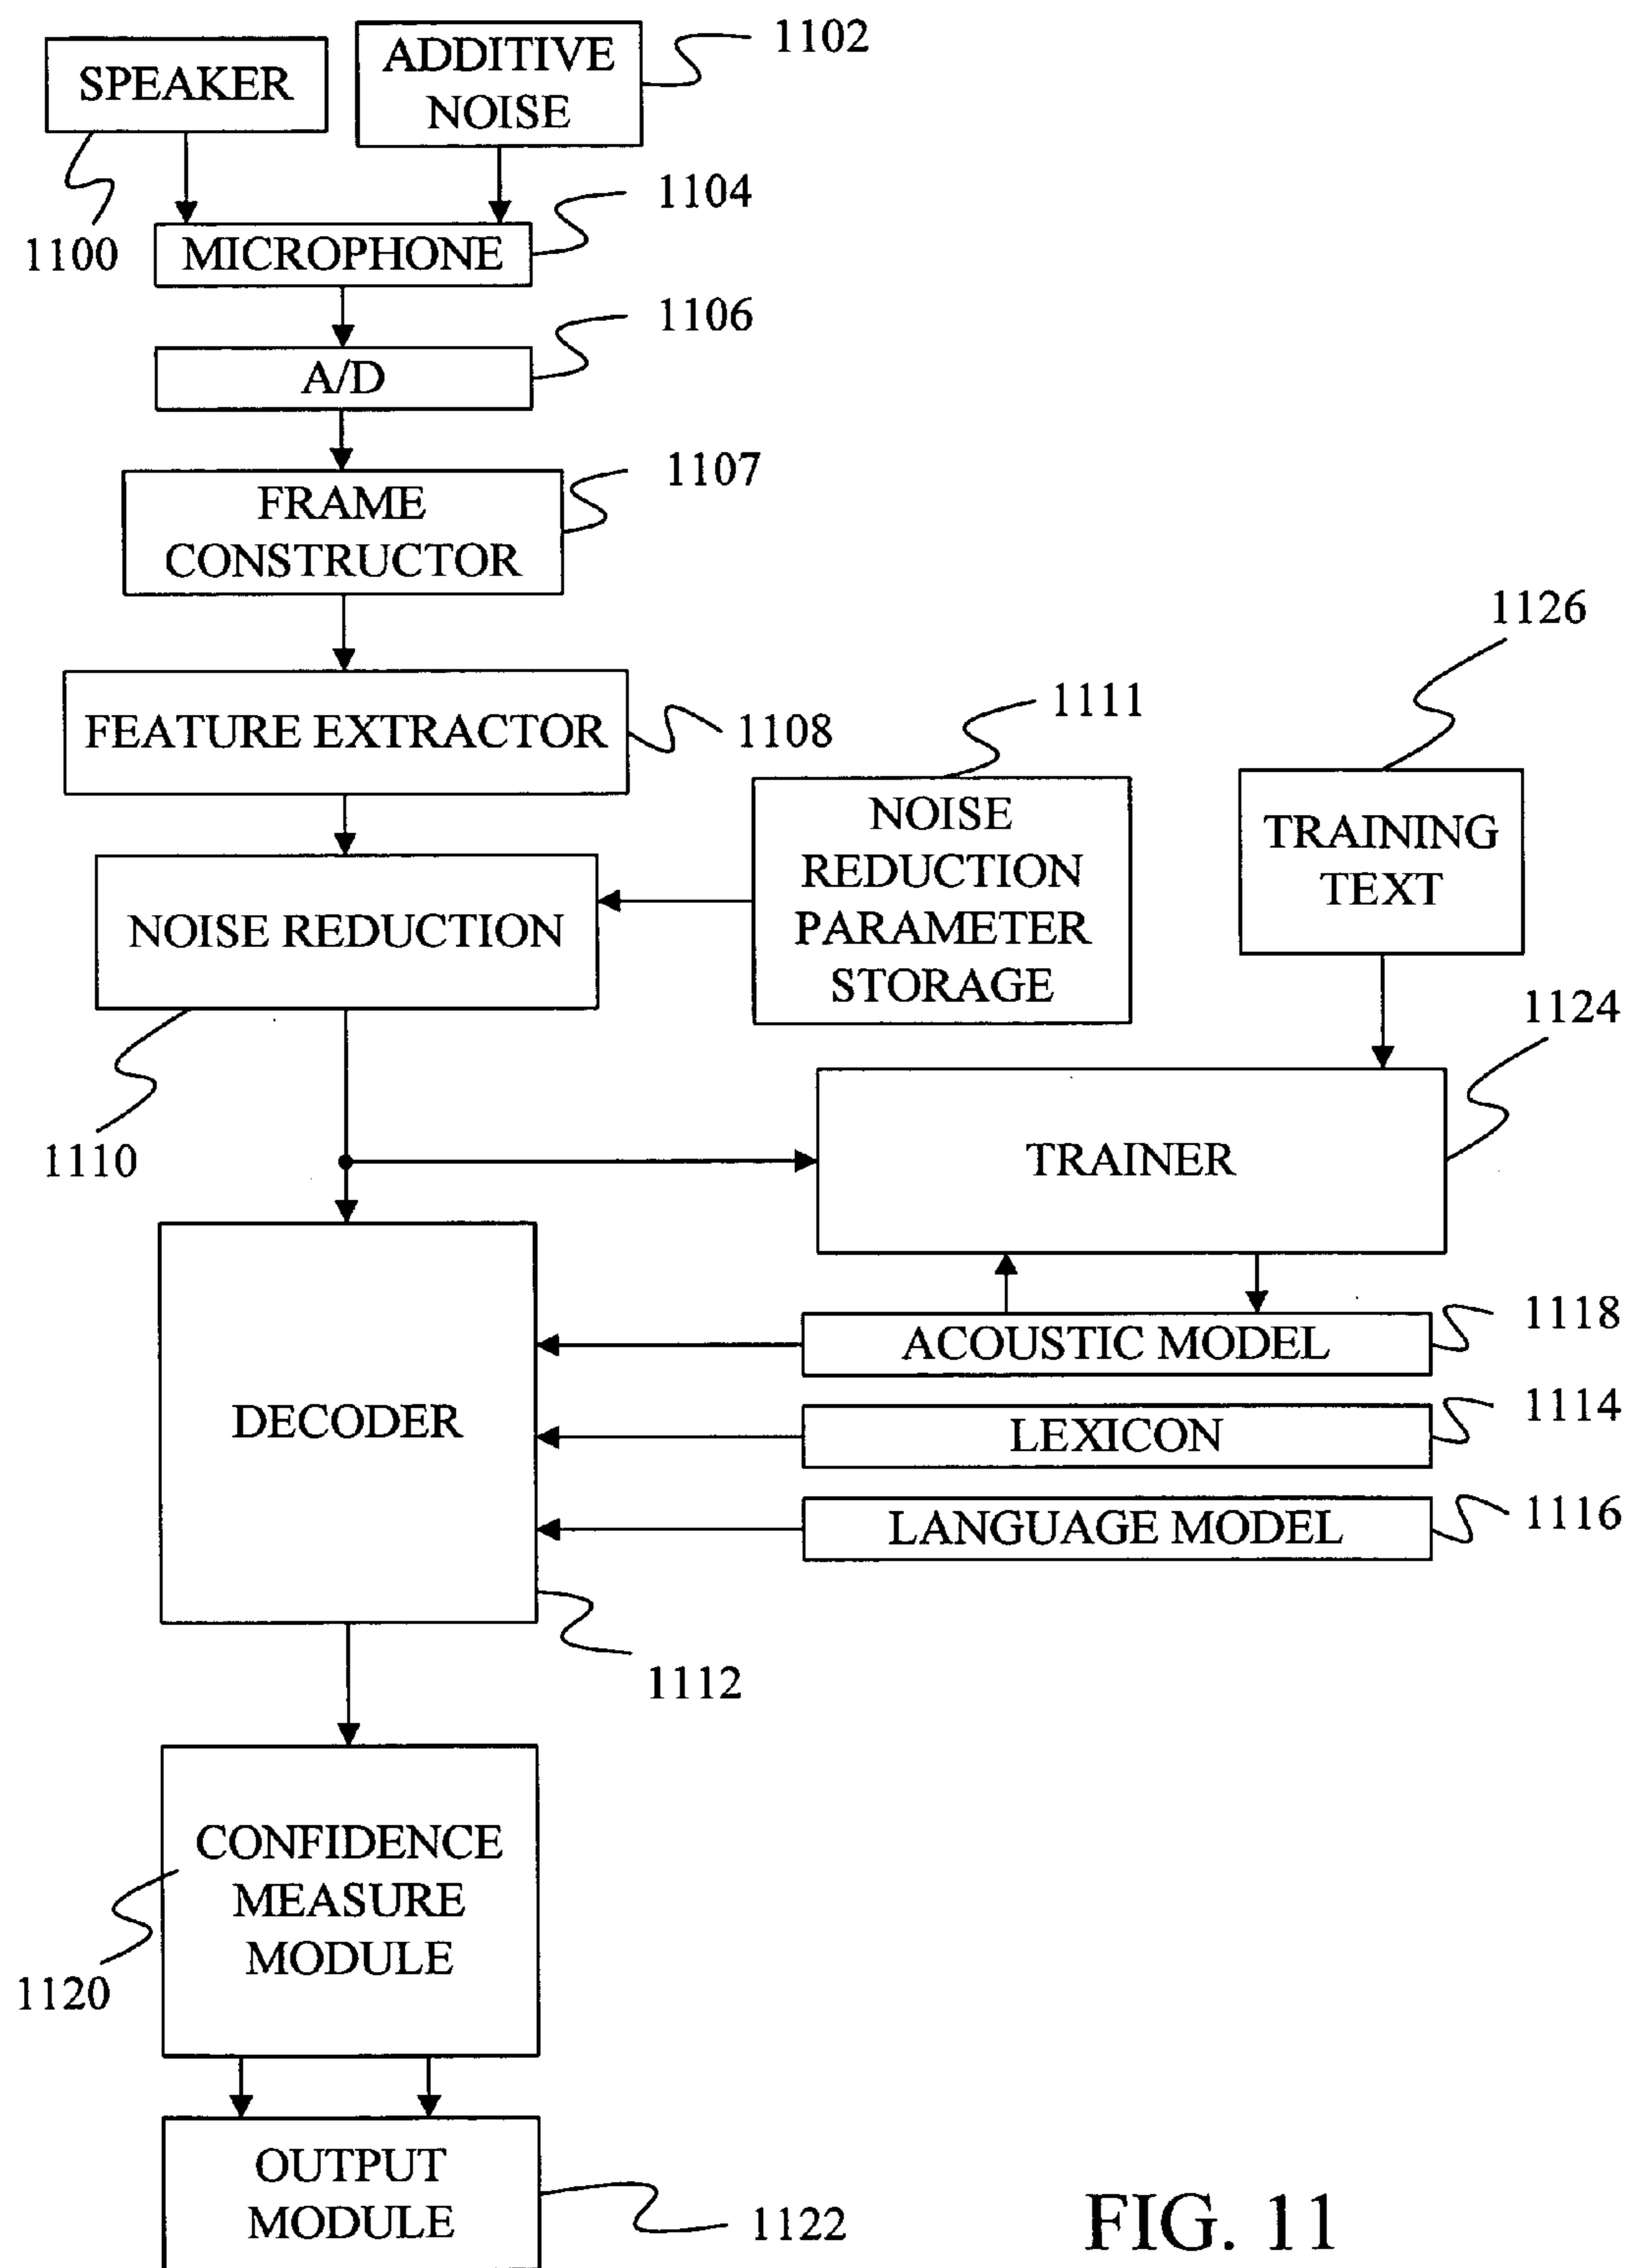 SPEAKER
ADDITIVE
NOISE
1102
1100
MICROPHONE
1104
A/D
1106
FRAME
CONSTRUCTOR
1107
FEATURE EXTRACTOR
1108
NOISE REDUCTION
1110
NOISE
REDUCTION
PARAMETER
STORAGE
1111
TRAINING
TEXT
1126
TRAINER
1124
DECODER
1112
ACOUSTIC MODEL
1118
LEXICON
1114
LANGUAGE MODEL
1116
CONFIDENCE
MEASURE
MODULE
1120
OUTPUT
MODULE
1122
FIG. 11